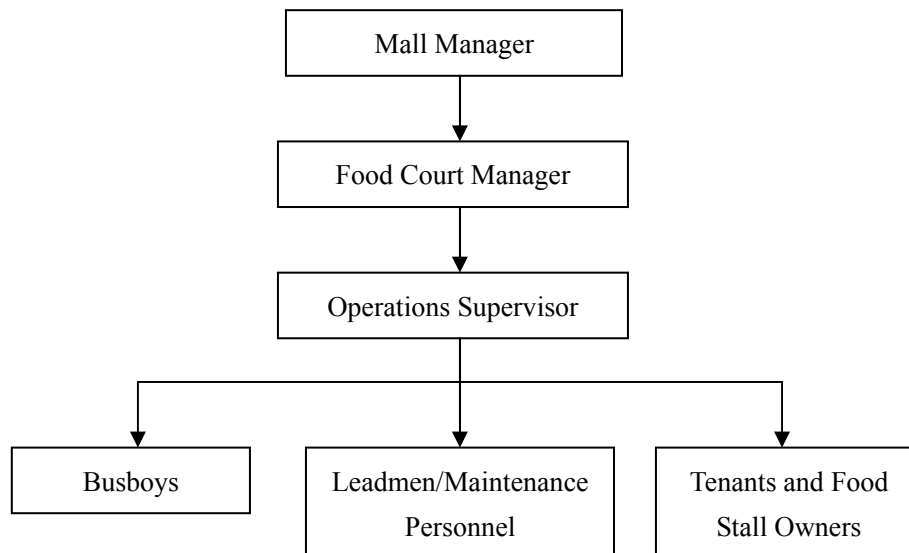 Mall Manager
Food Court Manager
Operations Supervisor
Busboys
Leadmen/Maintenance
Personnel
Tenants and Food
Stall Owners